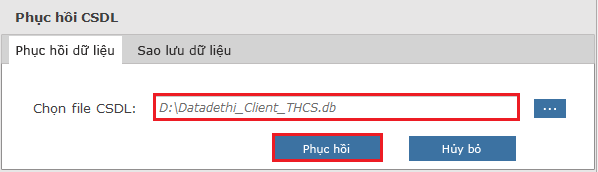 Phục hồi CSDL
Phục hồi dữ liệu Sao lưu dữ liệu
Chọn file CSDL: D:\Datadethi_Client_THCS.db ...
Phục hồi Hủy bỏ